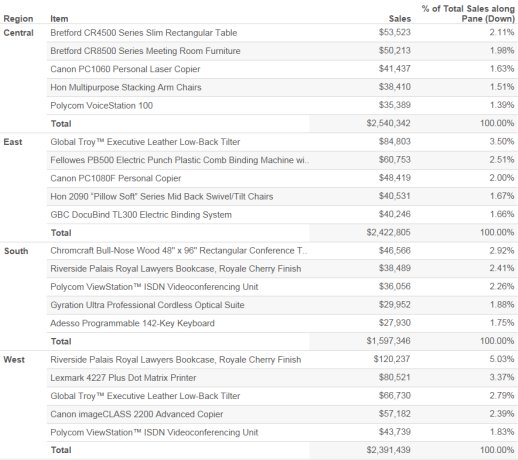 Region Item Sales % of Total Sales along Pane (Down)
Central Bretford CR4500 Series Slim Rectangular Table $53,523 2.11%
Bretford CR8500 Series Meeting Room Furniture $50,213 1.98%
Canon PC1060 Personal Laser Copier $41,437 1.63%
Hon Multipurpose Stacking Arm Chairs $38,410 1.51%
Polycom VoiceStation 100 $35,389 1.39%
Total $2,540,342 100.00%
East Global Troy™ Executive Leather Low-Back Tilter $84,803 3.50%
Fellowes PB500 Electric Punch Plastic Comb Binding Machine wi.. $60,753 2.51%
Canon PC1080F Personal Copier $48,419 2.00%
Hon 2090 "Pillow Soft" Series Mid Back Swivel/Tilt Chairs $40,531 1.67%
GBC DocuBind TL300 Electric Binding System $40,246 1.66%
Total $2,422,805 100.00%
South Chromcraft Bull-Nose Wood 48" x 96" Rectangular Conference T.. $46,566 2.92%
Riverside Palais Royal Lawyers Bookcase, Royale Cherry Finish $38,489 2.41%
Polycom ViewStation™ ISDN Videoconferencing Unit $36,056 2.26%
Gyration Ultra Professional Cordless Optical Suite $29,952 1.88%
Adesso Programmable 142-Key Keyboard $27,930 1.75%
Total $1,597,346 100.00%
West Riverside Palais Royal Lawyers Bookcase, Royale Cherry Finish $120,237 5.03%
Lexmark 4227 Plus Dot Matrix Printer $80,521 3.37%
Global Troy™ Executive Leather Low-Back Tilter $66,730 2.79%
Canon imageCLASS 2200 Advanced Copier $57,182 2.39%
Polycom ViewStation™ ISDN Videoconferencing Unit $43,739 1.83%
Total $2,391,439 100.00%